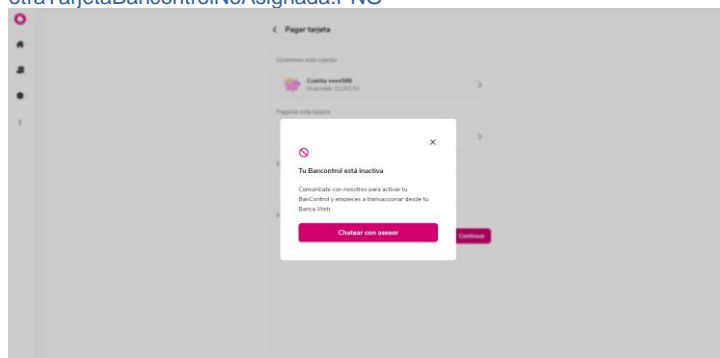 otraTarjetaBancontrolNoAsignada.PNG
Pagar tarjeta
Usaremos esta cuenta
Pagarás esta tarjeta
Tu Bancontrol está inactiva
Comunícate con nosotros para activar tu
BanControl y empieces a transaccionar desde tu
Banca Web.
Chatear con asesor
Continuar